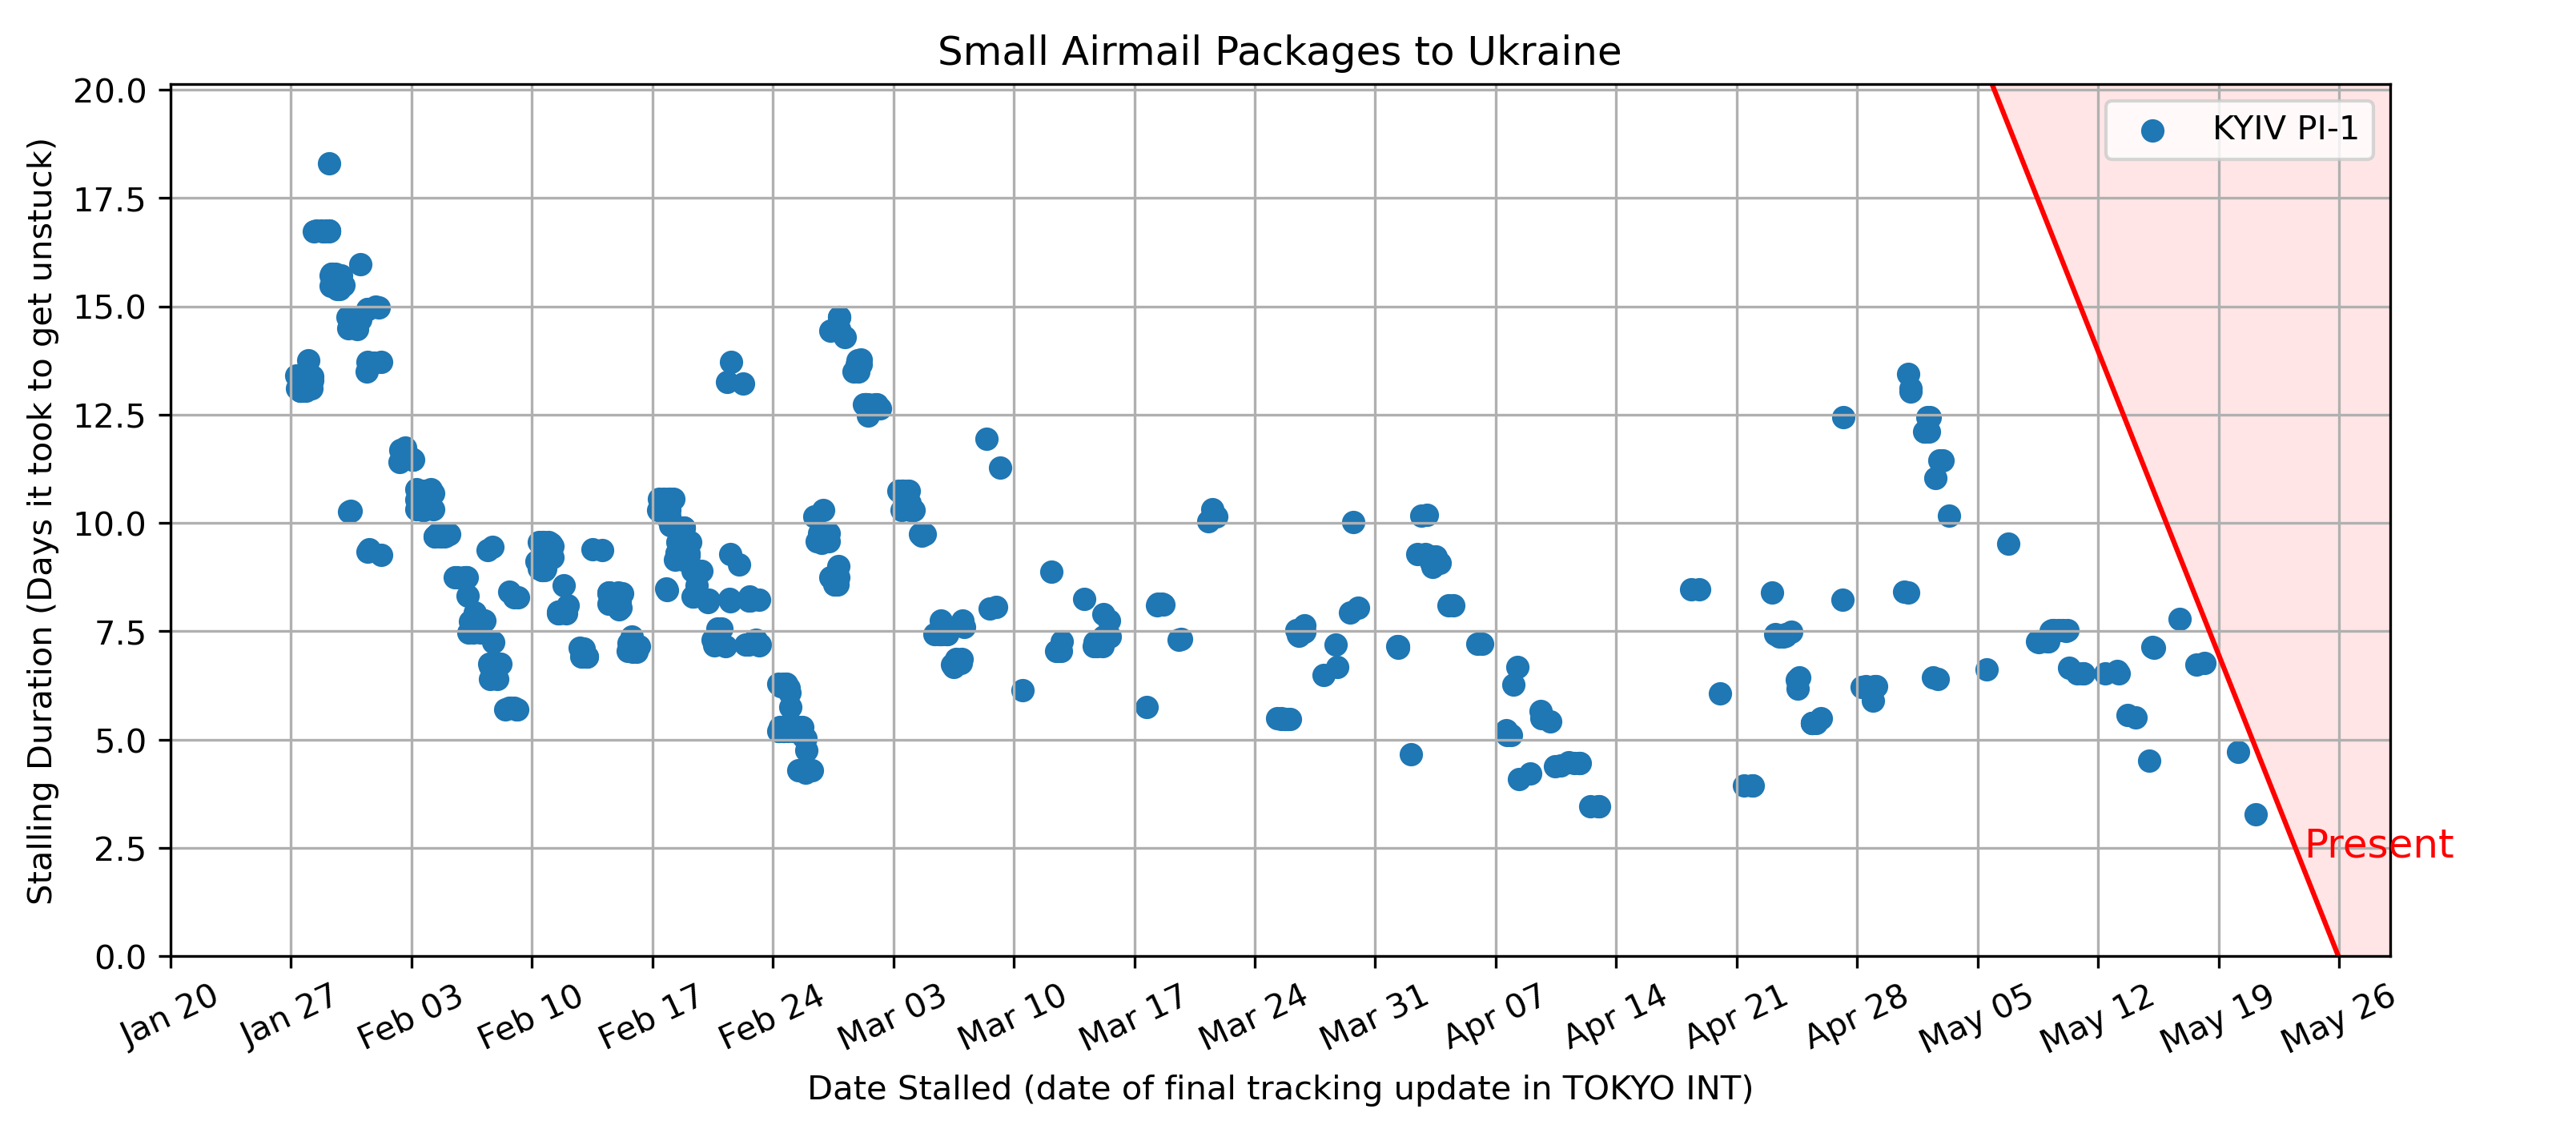 Small Airmail Packages to Ukraine
KYIV PI-1
20.0
17.5
15.0
12.5
10.0
7.5
5.0
2.5
0.0
Stalling Duration (Days it took to get unstuck)
Present
Jan 20
Jan 27
Feb 03
Feb 10
Feb 17
Feb 24
Mar 03
Mar 10
Mar 17
Mar 24
Mar 31
Apr 07
Apr 14
Apr 21
Apr 28
May 05
May 12
May 19
May 26
Date Stalled (date of final tracking update in TOKYO INT)